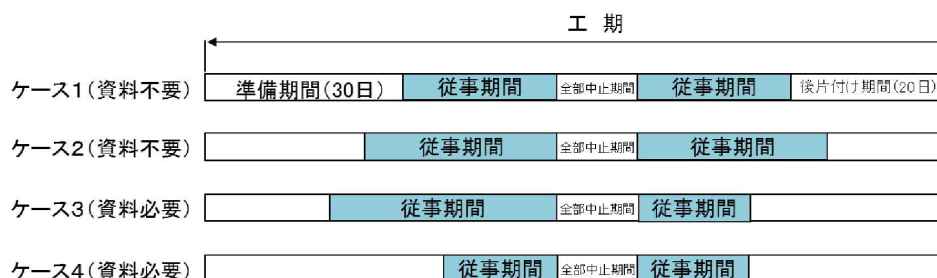 工 期
ケース1(資料不要) 準備期間(30日) 従事期間 全部中止期間 従事期間 後片付け期間(20日)
ケース2(資料不要) 従事期間 全部中止期間 従事期間
ケース3(資料必要) 従事期間 全部中止期間 従事期間
ケース4(資料必要) 従事期間 全部中止期間 従事期間